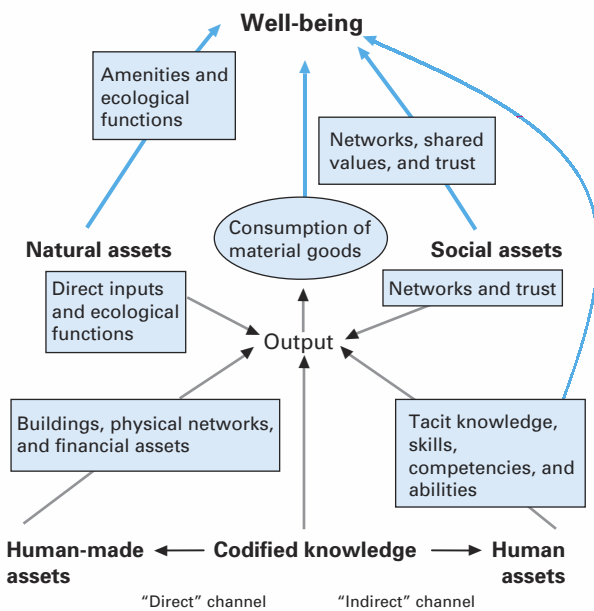 Well-being
Amenities and
ecological
functions
Networks, shared
values, and trust
Consumption of
material goods
Natural assets
Social assets
Direct inputs
and ecological
functions
Networks and trust
Output
Buildings, physical networks,
and financial assets
Tacit knowledge,
skills,
competencies, and
abilities
Human-made
assets
Codified knowledge
Human
assets
“Direct” channel
“Indirect” channel